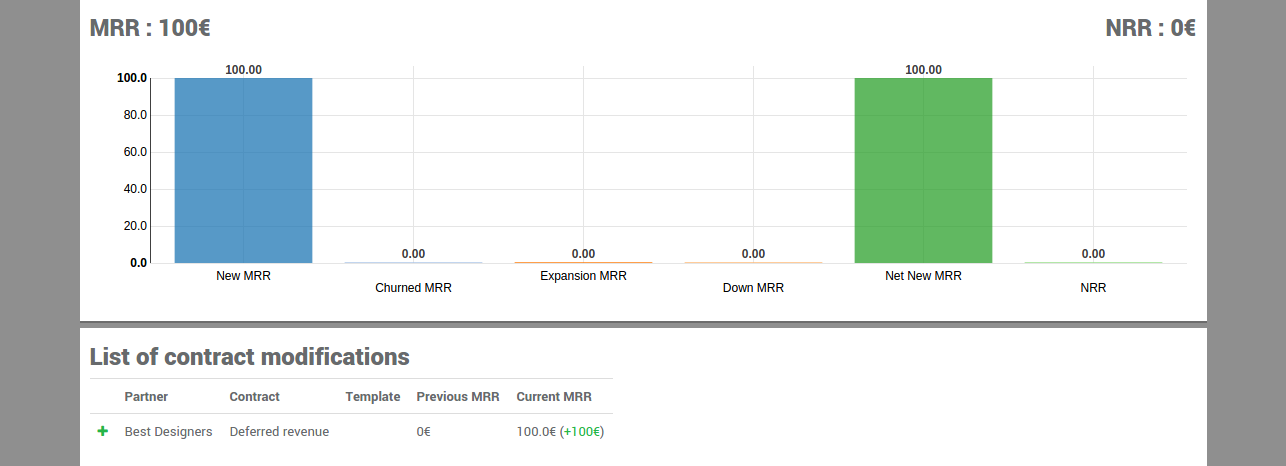 MRR : 100€ NRR : 0€
100.00 100.00
100.0
80.0
60.0
40.0
20.0
0.00 0.00 0.00 0.00
0.0
New MRR Expansion MRR Net New MRR
Churned MRR Down MRR NRR
List of contract modifications
Partner Contract Template Previous MRR Current MRR
Best Designers Deferred revenue 0€ 100.0€ (+100€)